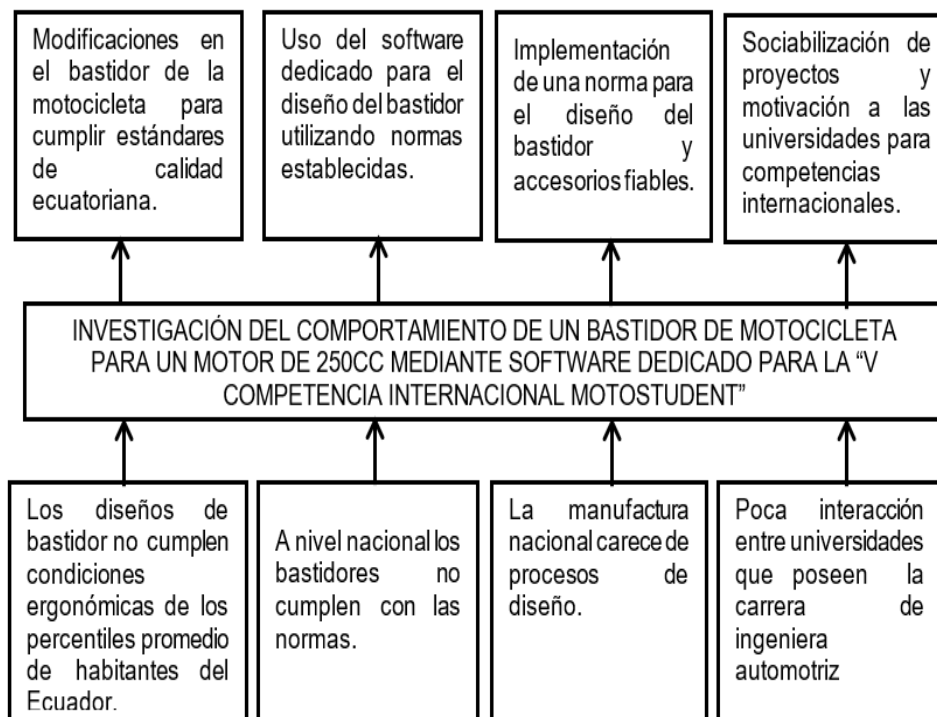 Modificaciones en
el bastidor de la
motocicleta para
cumplir estándares
de calidad
ecuatoriana.
Uso del software
dedicado para el
diseño del bastidor
utilizando normas
establecidas.
Implementación
de una norma para
el diseño del
bastidor y
accesorios fiables.
Sociabilización de
proyectos y
motivación a las
universidades para
competencias
internacionales.
INVESTIGACIÓN DEL COMPORTAMIENTO DE UN BASTIDOR DE MOTOCICLETA
PARA UN MOTOR DE 250CC MEDIANTE SOFTWARE DEDICADO PARA LA “V
COMPETENCIA INTERNACIONAL MOTOSTUDENT”
Los diseños de
bastidor no cumplen
condiciones
ergonómicas de los
percentiles promedio
de habitantes del
Ecuador.
A nivel nacional los
bastidores no
cumplen con las
normas.
La manufactura
nacional carece de
procesos de
diseño.
Poca interacción
entre universidades
que poseen la
carrera de
ingeniera
automotriz